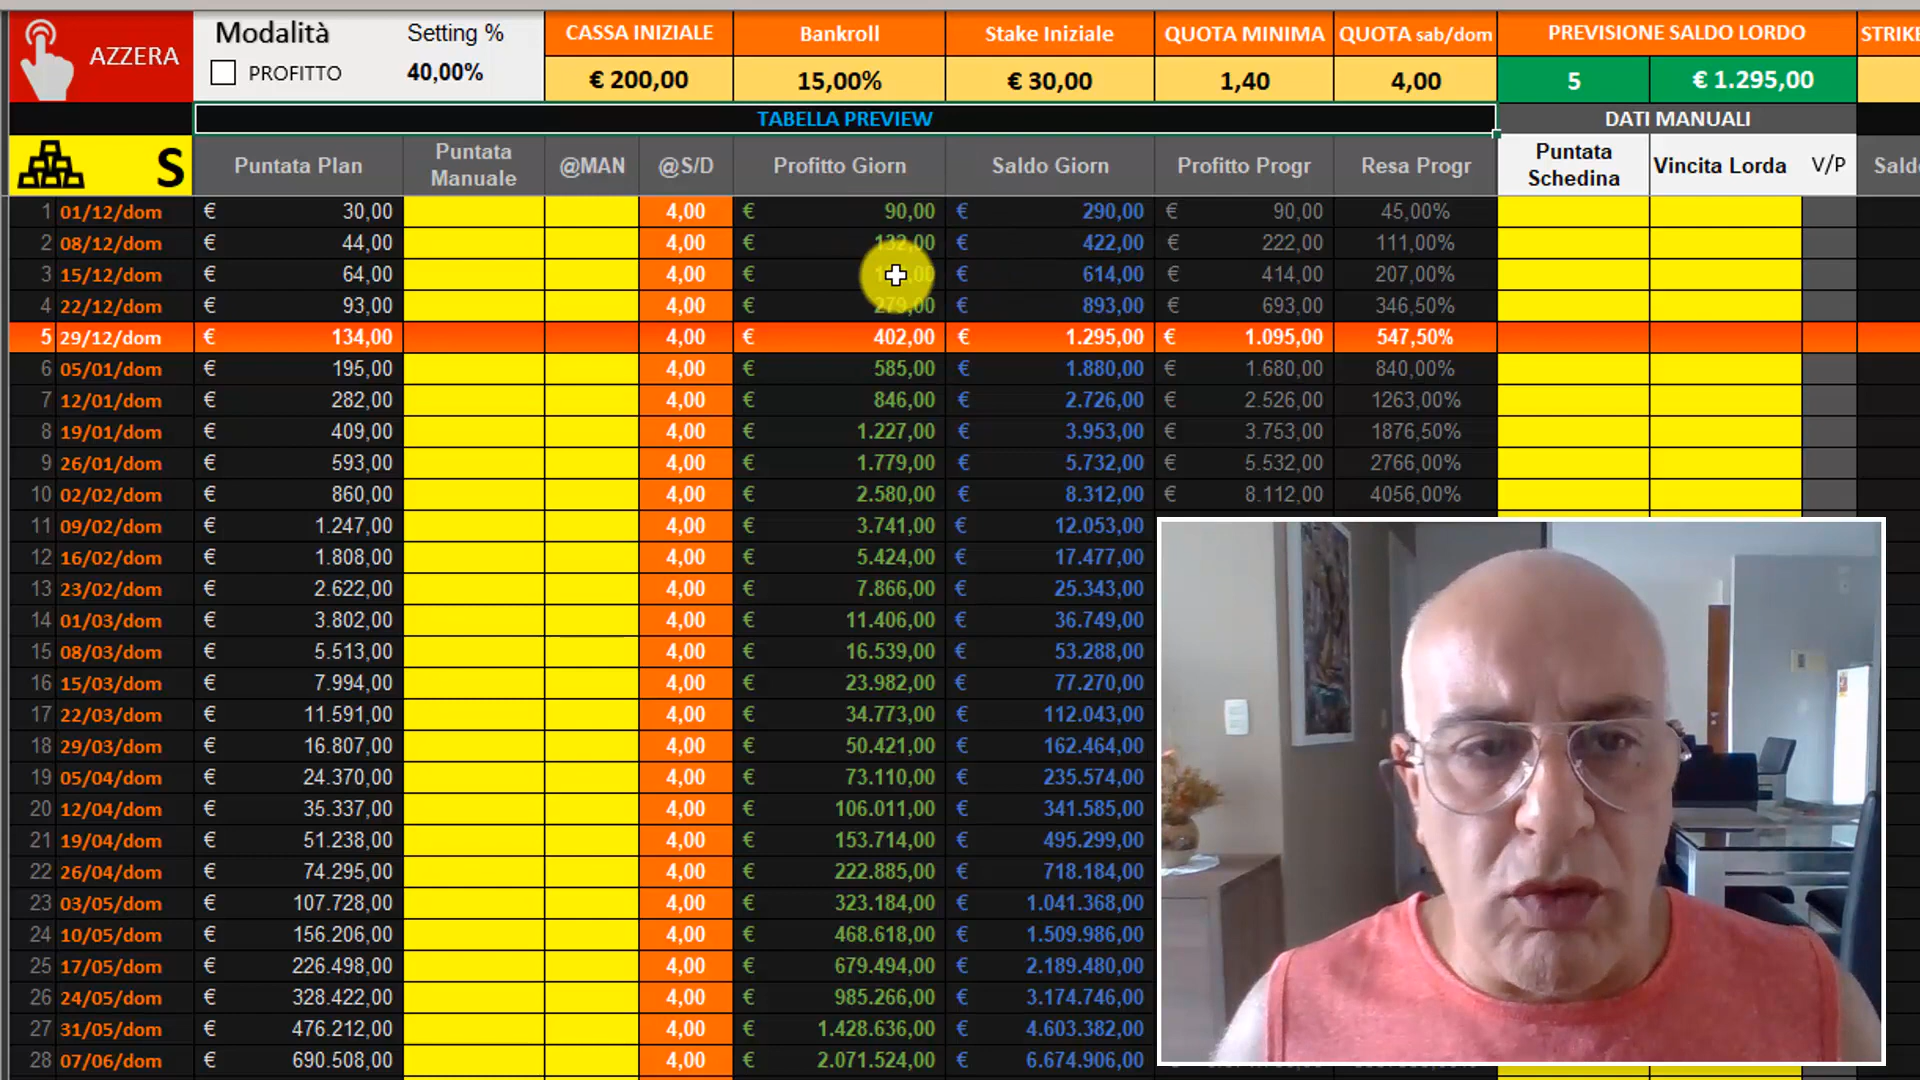 AZZERA
Modalità Setting %
PROFITTO 40,00%
CASSA INIZIALE Bankroll Stake Iniziale QUOTA MINIMA QUOTA sab/dom PREVISIONE SALDO LORDO STRIKE
€ 200,00 15,00% € 30,00 1,40 4,00 5 € 1.295,00
TABELLA PREVIEW DATI MANUALI
S Puntata Plan Puntata Manuale @MAN @S/D Profitto Giorn Saldo Giorn Profitto Progr Resa Progr Puntata Schedina Vincita Lorda V/P
1 01/12/dom € 30,00 4,00 € 90,00 € 290,00 € 90,00 45,00%
2 08/12/dom € 44,00 4,00 € 132,00 € 422,00 € 222,00 111,00%
3 15/12/dom € 64,00 4,00 € € 614,00 € 414,00 207,00%
4 22/12/dom € 93,00 4,00 € 279,00 € 893,00 € 693,00 346,50%
5 29/12/dom € 134,00 4,00 € 402,00 € 1.295,00 € 1.095,00 547,50%
6 05/01/dom € 195,00 4,00 € 585,00 € 1.880,00 € 1.680,00 840,00%
7 12/01/dom € 282,00 4,00 € 846,00 € 2.726,00 € 2.526,00 1263,00%
8 19/01/dom € 409,00 4,00 € 1.227,00 € 3.953,00 € 3.753,00 1876,50%
9 26/01/dom € 593,00 4,00 € 1.779,00 € 5.732,00 € 5.532,00 2766,00%
10 02/02/dom € 860,00 4,00 € 2.580,00 € 8.312,00 € 8.112,00 4056,00%
11 09/02/dom € 1.247,00 4,00 € 3.741,00 € 12.053,00
12 16/02/dom € 1.808,00 4,00 € 5.424,00 € 17.477,00
13 23/02/dom € 2.622,00 4,00 € 7.866,00 € 25.343,00
14 01/03/dom € 3.802,00 4,00 € 11.406,00 € 36.749,00
15 08/03/dom € 5.513,00 4,00 € 16.539,00 € 53.288,00
16 15/03/dom € 7.994,00 4,00 € 23.982,00 € 77.270,00
17 22/03/dom € 11.591,00 4,00 € 34.773,00 € 112.043,00
18 29/03/dom € 16.807,00 4,00 € 50.421,00 € 162.464,00
19 05/04/dom € 24.370,00 4,00 € 73.110,00 € 235.574,00
20 12/04/dom € 35.337,00 4,00 € 106.011,00 € 341.585,00
21 19/04/dom € 51.238,00 4,00 € 153.714,00 € 495.299,00
22 26/04/dom € 74.295,00 4,00 € 222.885,00 € 718.184,00
23 03/05/dom € 107.728,00 4,00 € 323.184,00 € 1.041.368,00
24 10/05/dom € 156.206,00 4,00 € 468.618,00 € 1.509.986,00
25 17/05/dom € 226.498,00 4,00 € 679.494,00 € 2.189.480,00
26 24/05/dom € 328.422,00 4,00 € 985.266,00 € 3.174.746,00
27 31/05/dom € 476.212,00 4,00 € 1.428.636,00 € 4.603.382,00
28 07/06/dom € 690.508,00 4,00 € 2.071.524,00 € 6.674.906,00